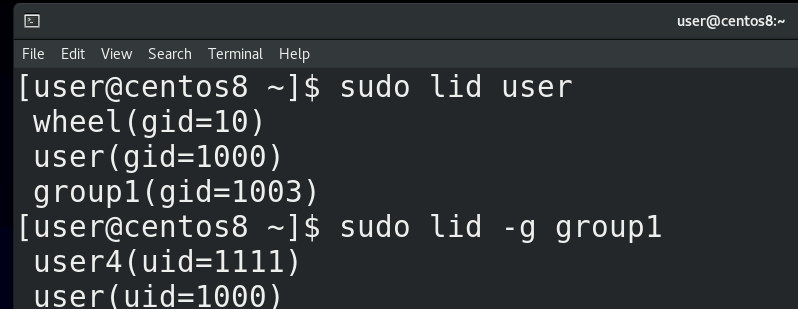 user@centos8:~
File Edit View Search Terminal Help
[user@centos8 ~]$ sudo lid user
 wheel(gid=10)
 user(gid=1000)
 group1(gid=1003)
[user@centos8 ~]$ sudo lid -g group1
 user4(uid=1111)
 user(uid=1000)